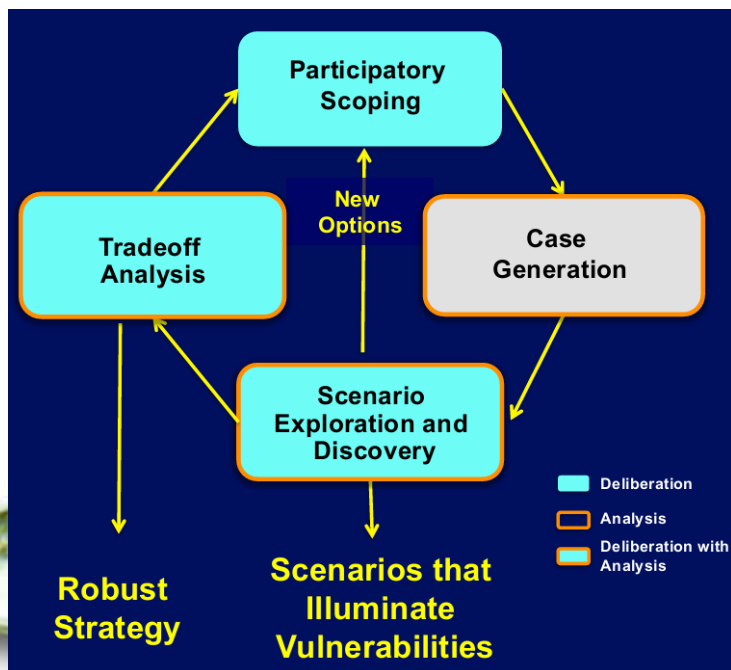 Participatory
Scoping
New
Options
Tradeoff
Analysis
Case
Generation
Scenario
Exploration and
Discovery
Deliberation
Analysis
Deliberation with
Analysis
Robust
Strategy
Scenarios that
Illuminate
Vulnerabilities